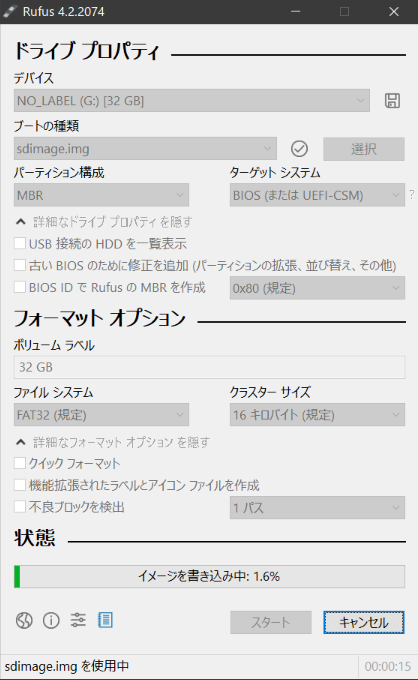 Rufus 4.2.2074
ドライブ プロパティ
デバイス
NO_LABEL (G:) [32 GB]
ブートの種類
sdimage.img
選択
パーティション構成 ターゲット システム
MBR BIOS (または UEFI-CSM) ?
詳細なドライブ プロパティを隠す
USB 接続の HDD を一覧表示
古い BIOS のために修正を追加 (パーティションの拡張、並び替え、その他)
BIOS ID で Rufus の MBR を作成 0x80 (規定)
フォーマット オプション
ボリューム ラベル
32 GB
ファイル システム クラスター サイズ
FAT32 (規定) 16 キロバイト (規定)
詳細なフォーマット オプション を隠す
クイック フォーマット
機能拡張されたラベルとアイコン ファイルを作成
不良ブロックを検出 1 パス
状態
イメージを書き込み中: 1.6%
スタート キャンセル
sdimage.img を使用中 00:00:15